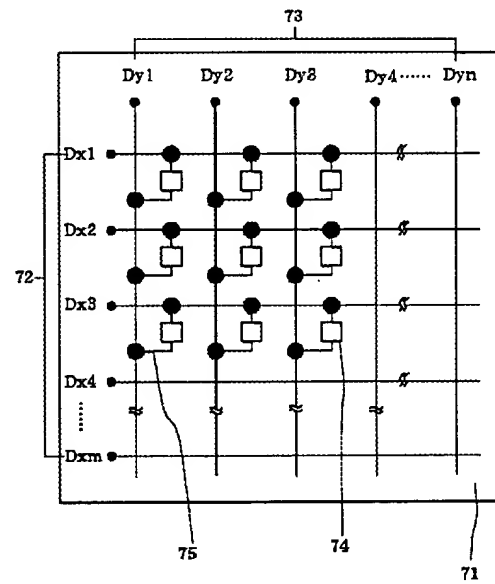 73
Dy1 Dy2 Dy3 Dy4 ...... Dyn
Dx1
Dx2
72
Dx3
Dx4
......
Dxm
75
74
71